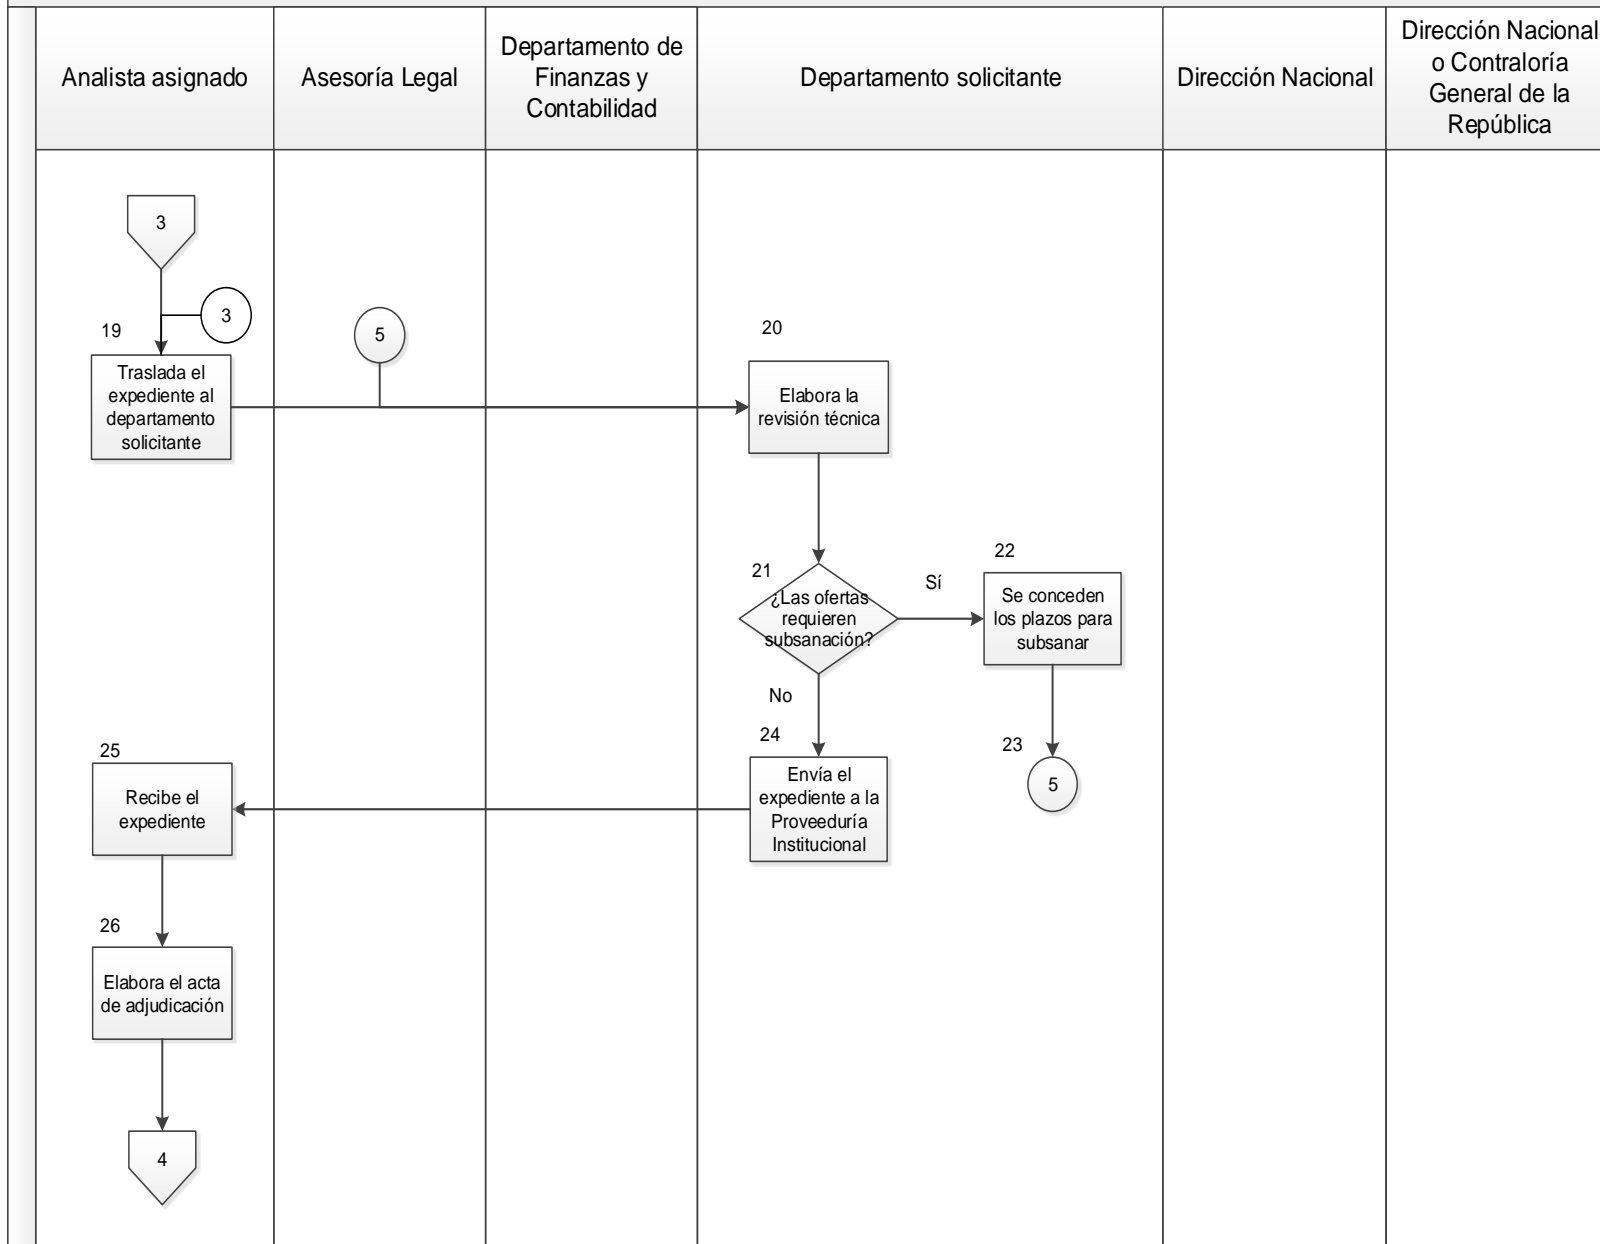 Analista asignado
Asesoría Legal
Departamento de
Finanzas y
Contabilidad
Departamento solicitante
Dirección Nacional
Dirección Nacional
o Contraloría
General de la
República
3
3
19
Traslada el
expediente al
departamento
solicitante
5
20
Elabora la
revisión técnica
21
¿Las ofertas
requieren
subsanación?
Sí
22
Se conceden
los plazos para
subsanar
No
23
5
24
Envía el
expediente a la
Proveeduría
Institucional
25
Recibe el
expediente
26
Elabora el acta
de adjudicación
4